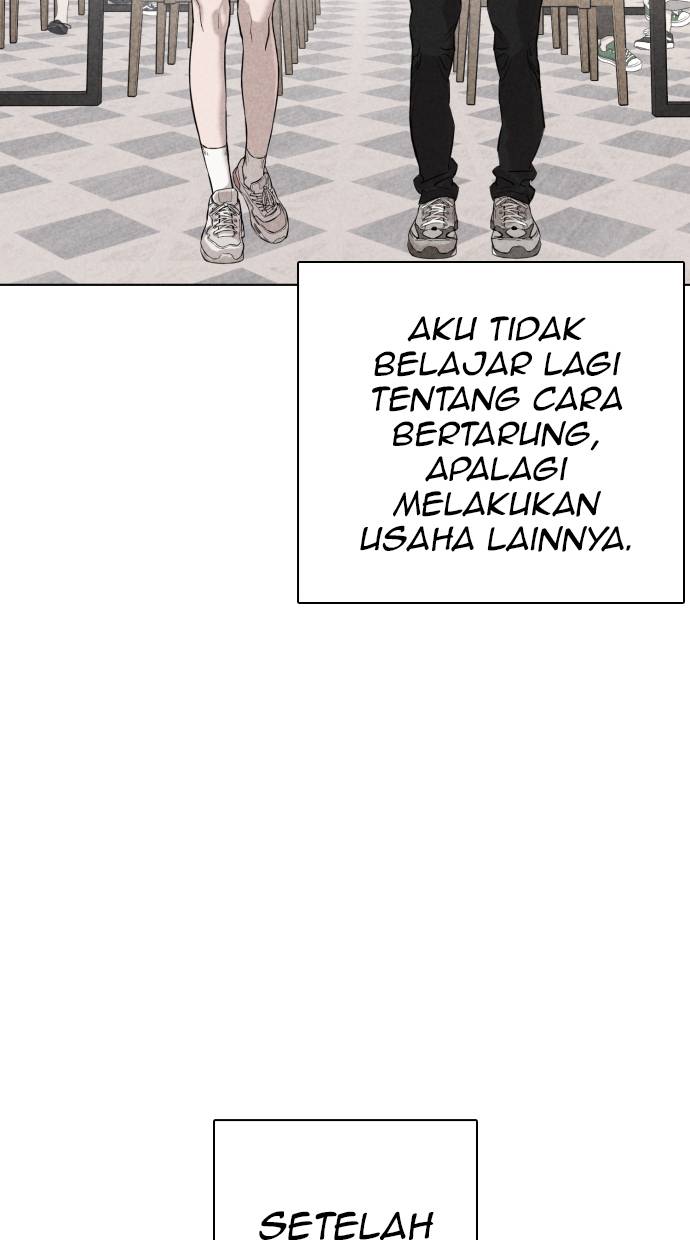 AKU TIDAK
BELAJAR LAGI
TENTANG CARA
BERTARUNG,
APALAGI
MELAKUKAN
USAHA LAINNYA.
SETELAH